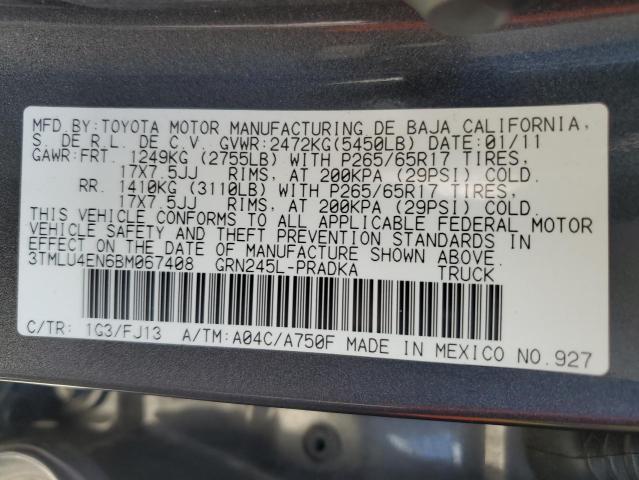 MFD.BY:TOYOTA MOTOR MANUFACTURING DE BAJA CALIFORNIA,
S. DE R.L. DE C.V. GVWR:2472KG(5450LB) DATE:01/11
GAWR:FRT. 1249KG (2755LB) WITH P265/65R17 TIRES,
17X7.5JJ RIMS, AT 200KPA (29PSI) COLD.
RR. 1410KG (3110LB) WITH P265/65R17 TIRES,
17X7.5JJ RIMS, AT 200KPA (29PSI) COLD.
THIS VEHICLE CONFORMS TO ALL APPLICABLE FEDERAL MOTOR
VEHICLE SAFETY AND THEFT PREVENTION STANDARDS IN
EFFECT ON THE DATE OF MANUFACTURE SHOWN ABOVE.
3TMLU4EN6BM067408 GRN245L-PRADKA TRUCK
C/TR: 1G3/FJ13 A/TM:A04C/A750F MADE IN MEXICO NO.927